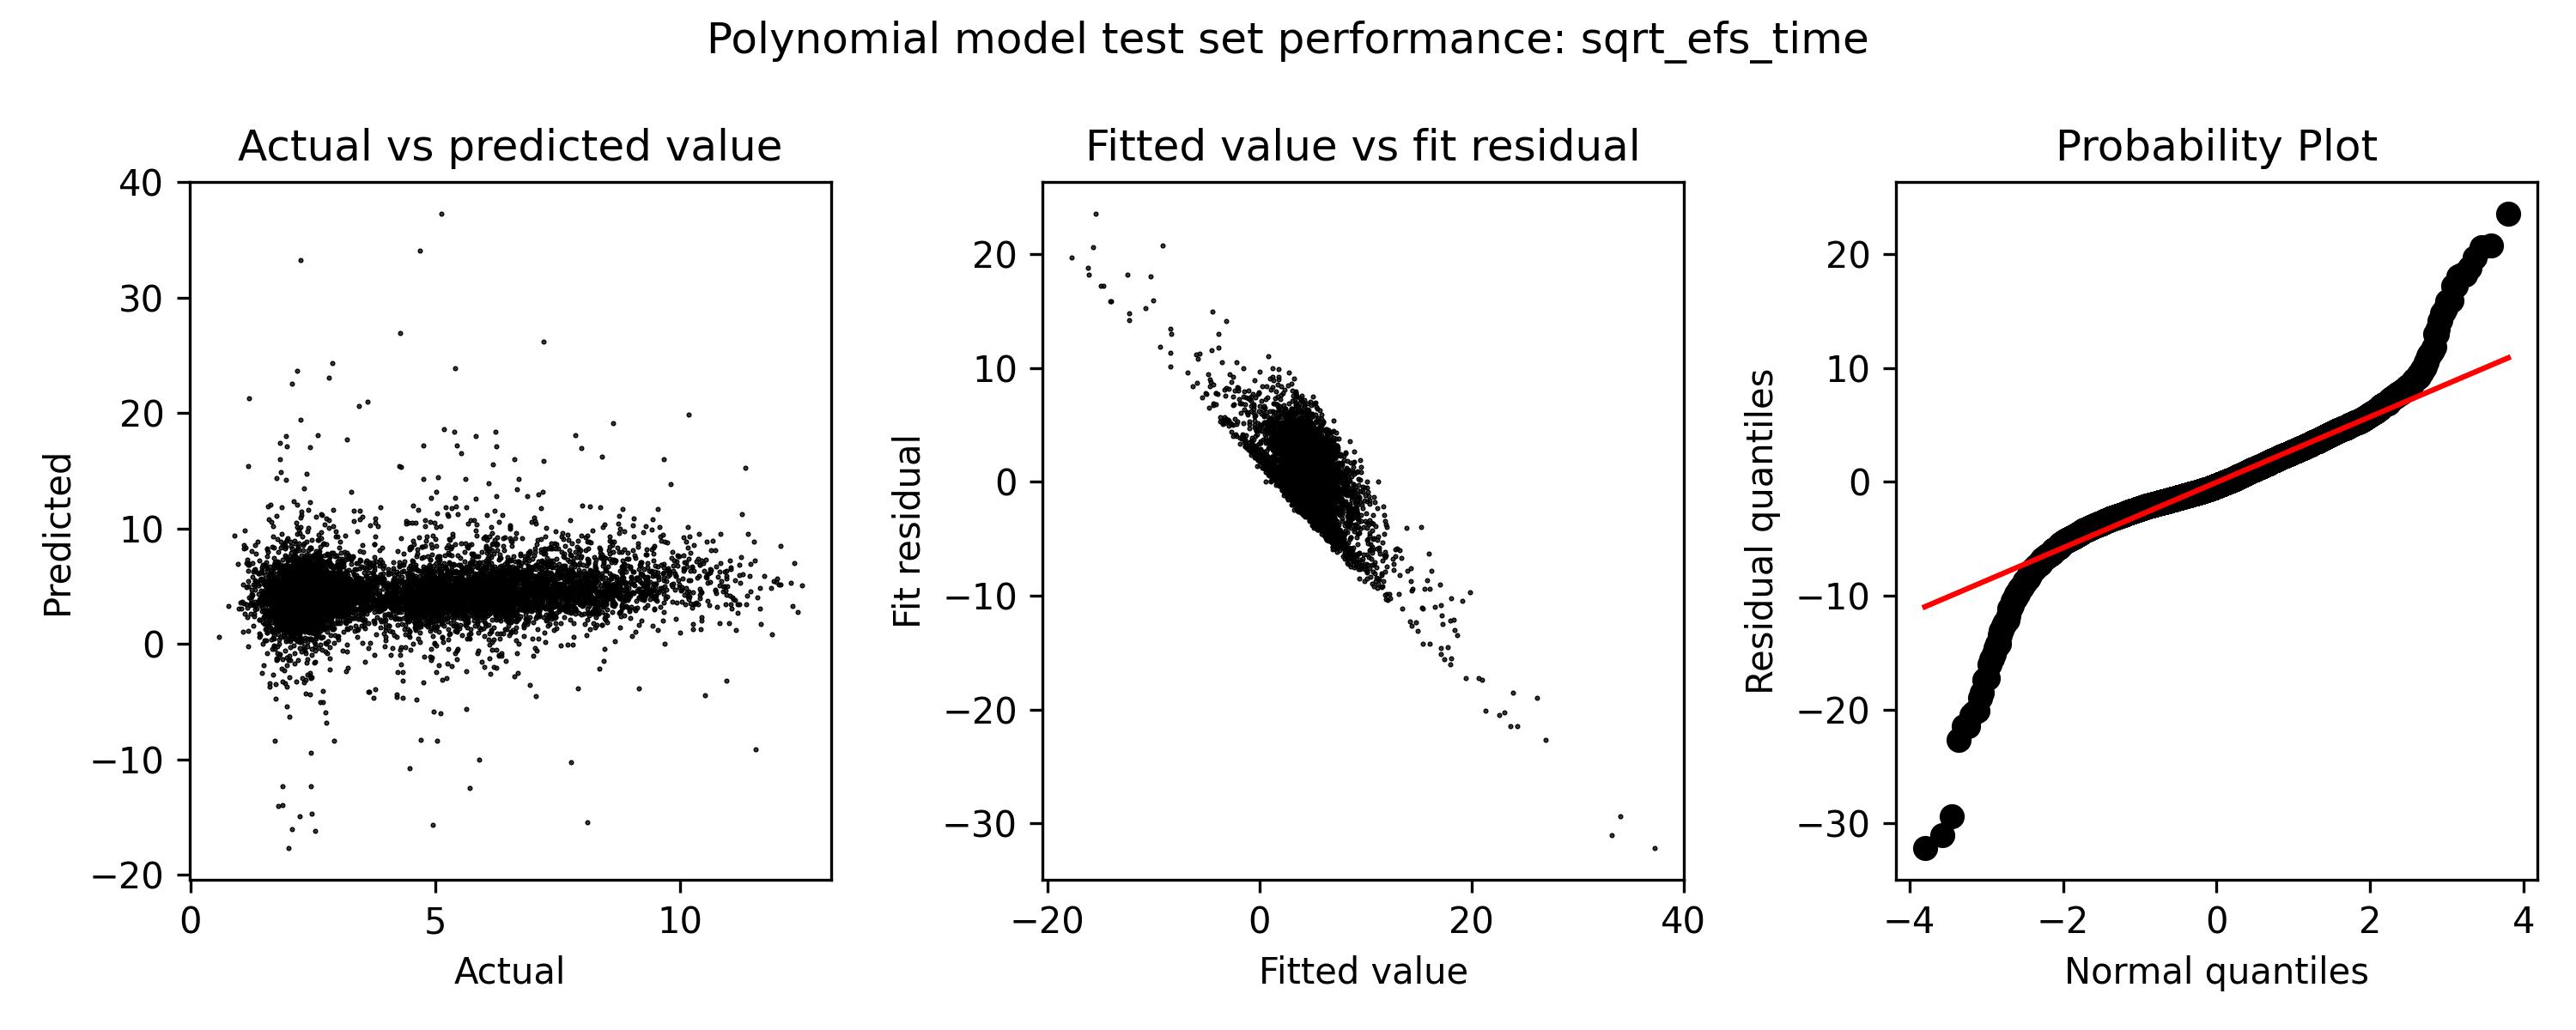 Polynomial model test set performance: sqrt_efs_time
Actual vs predicted value
40
30
20
10
0
−10
−20
Predicted
0 5 10
Actual
Fitted value vs fit residual
20
10
0
−10
−20
−30
Fit residual
−20 0 20 40
Fitted value
Probability Plot
20
10
0
−10
−20
−30
Residual quantiles
−4 −2 0 2 4
Normal quantiles